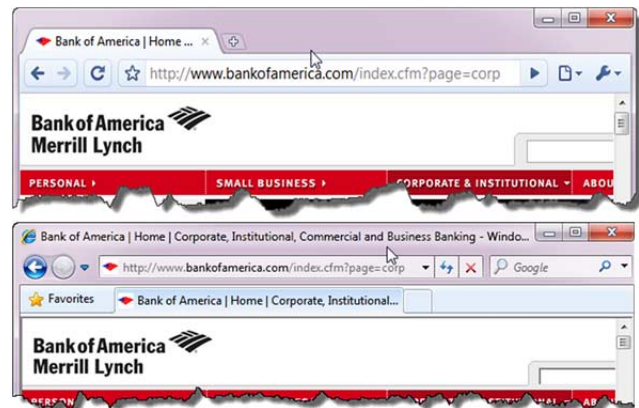 Bank of America | Home ...
http://www.bankofamerica.com/index.cfm?page=corp
Bank of America
Merrill Lynch
PERSONAL SMALL BUSINESS CORPORATE & INSTITUTIONAL ABOU
Bank of America | Home | Corporate, Institutional, Commercial and Business Banking - Windo...
http://www.bankofamerica.com/index.cfm?page=corp Google
Favorites Bank of America | Home | Corporate, Institutional...
Bank of America
Merrill Lynch